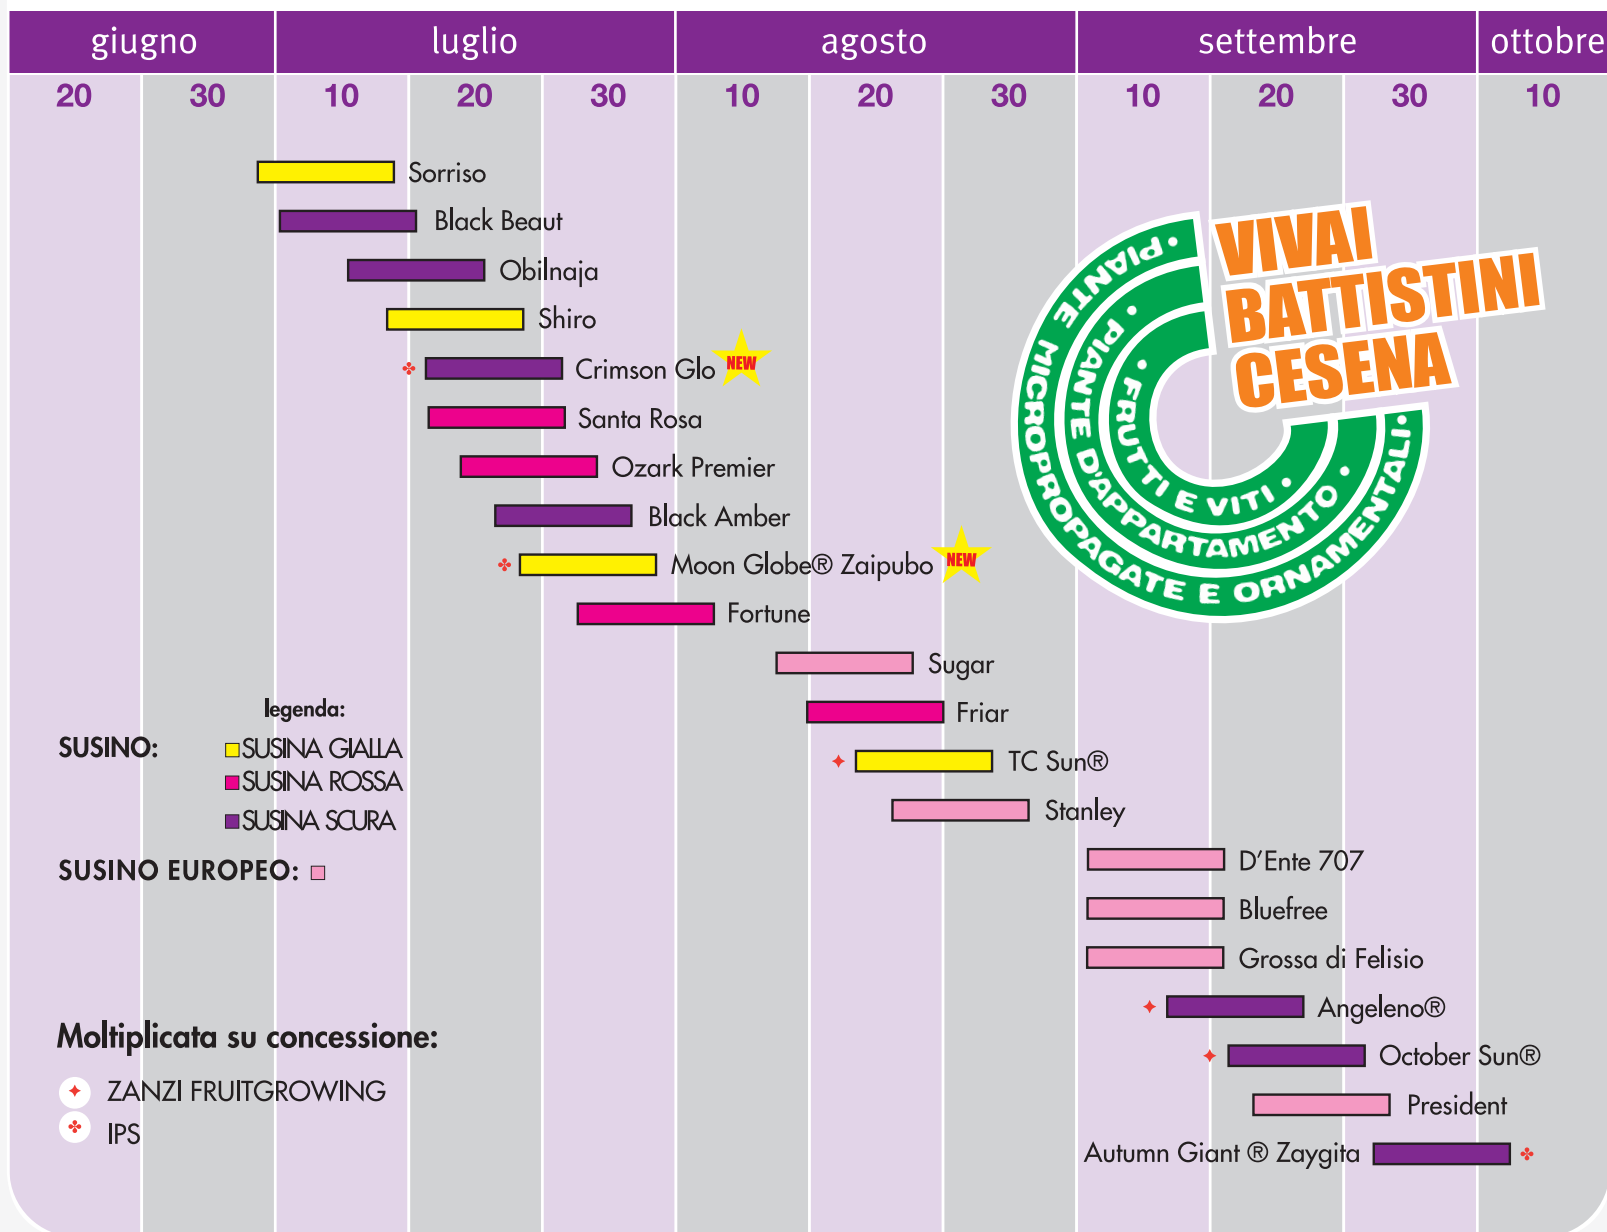 giugno luglio agosto settembre ottobre
20 30 10 20 30 10 20 30 10 20 30 10
Sorriso
Black Beaut
Obilnaja
Shiro
Crimson Glo NEW
Santa Rosa
Ozark Premier
Black Amber
Moon Globe® Zaipubo NEW
Fortune
Sugar
Friar
TC Sun®
Stanley
D'Ente 707
Bluefree
Grossa di Felisio
Angeleno®
October Sun®
President
Autumn Giant ® Zaygita
VIVAI
BATTISTINI
CESENA
• PIANTE MICROPROPAGATE E ORNAMENTALI •
• PIANTE D'APPARTAMENTO •
• FRUTTI E VITI •
legenda:
SUSINO: SUSINA GIALLA
SUSINA ROSSA
SUSINA SCURA
SUSINO EUROPEO:
Moltiplicata su concessione:
ZANZI FRUITGROWING
IPS